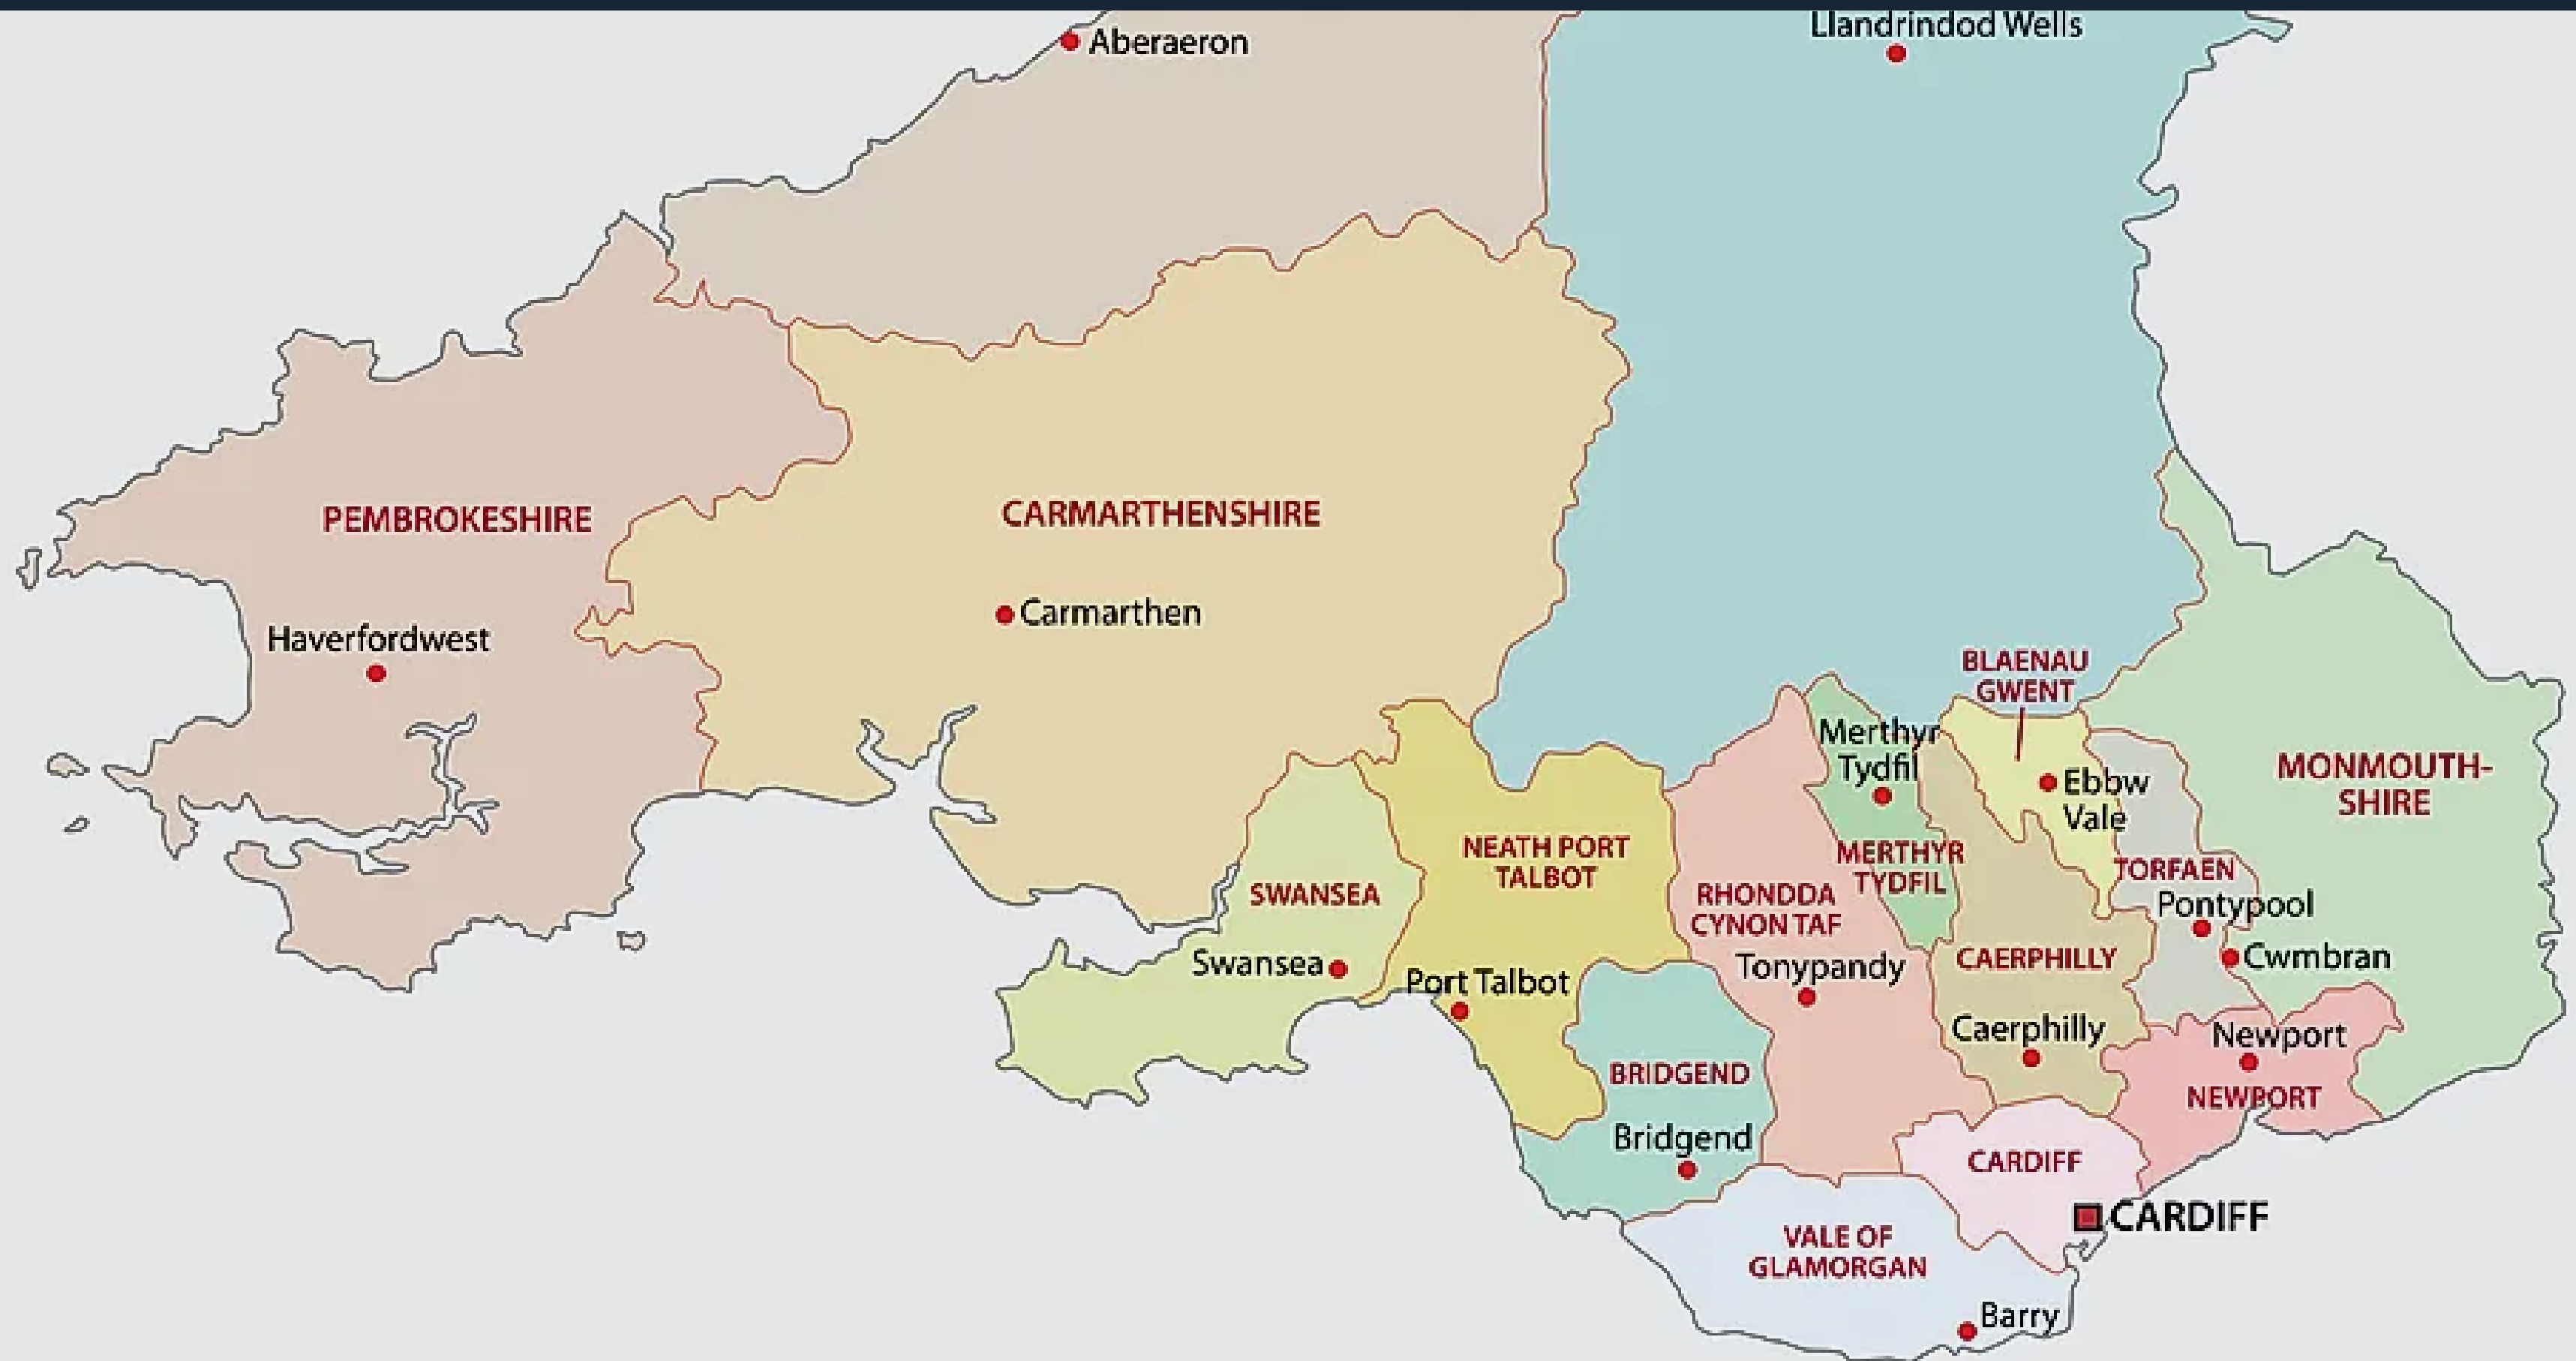 Llandrindod Wells
Aberaeron
PEMBROKESHIRE
CARMARTHENSHIRE
Carmarthen
Haverfordwest
BLAENAU
GWENT
Merthyr
Tydfil
Ebbw
Vale
MONMOUTH-
SHIRE
NEATH PORT
TALBOT
MERTHYR
TYDFIL
TORFAEN
SWANSEA
RHONDDA
CYNON TAF
Pontypool
Swansea
Port Talbot
Tonypandy
CAERPHILLY
Cwmbran
Caerphilly
Newport
BRIDGEND
NEWPORT
Bridgend
CARDIFF
CARDIFF
VALE OF
GLAMORGAN
Barry